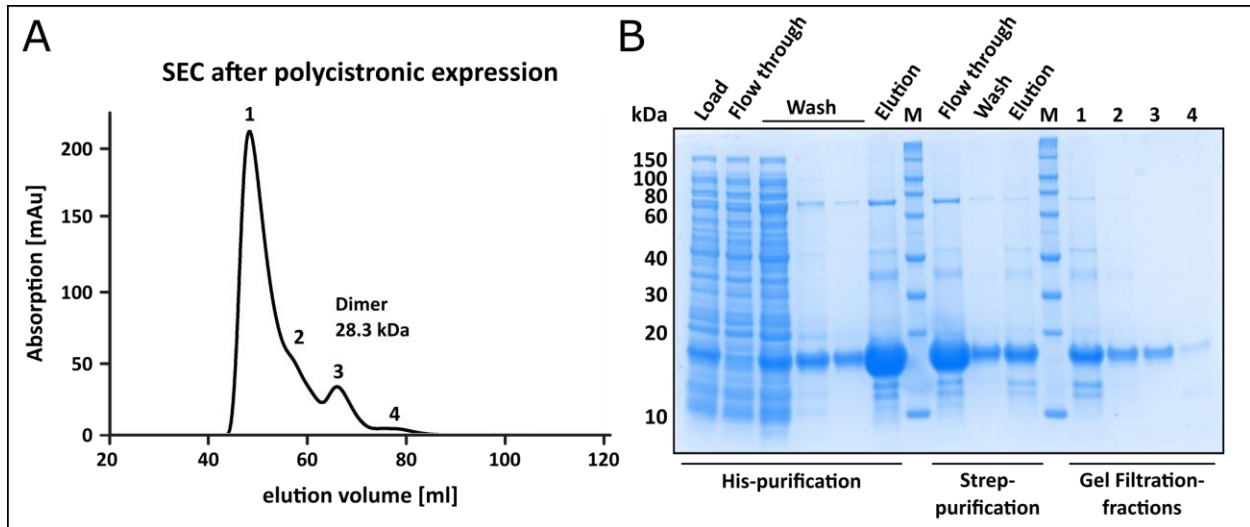 A
SEC after polycistronic expression
Absorption [mAu]
200
150
100
50
0
1
2
3
4
Dimer
28.3 kDa
20
40
60
80
100
120
elution volume [ml]
B
kDa
Load
Flow through
Wash
Elution
M
Flow through
Wash
Elution
M
1
2
3
4
150
100
80
60
40
30
20
10
His-purification
Strep-
purification
Gel Filtration-
fractions